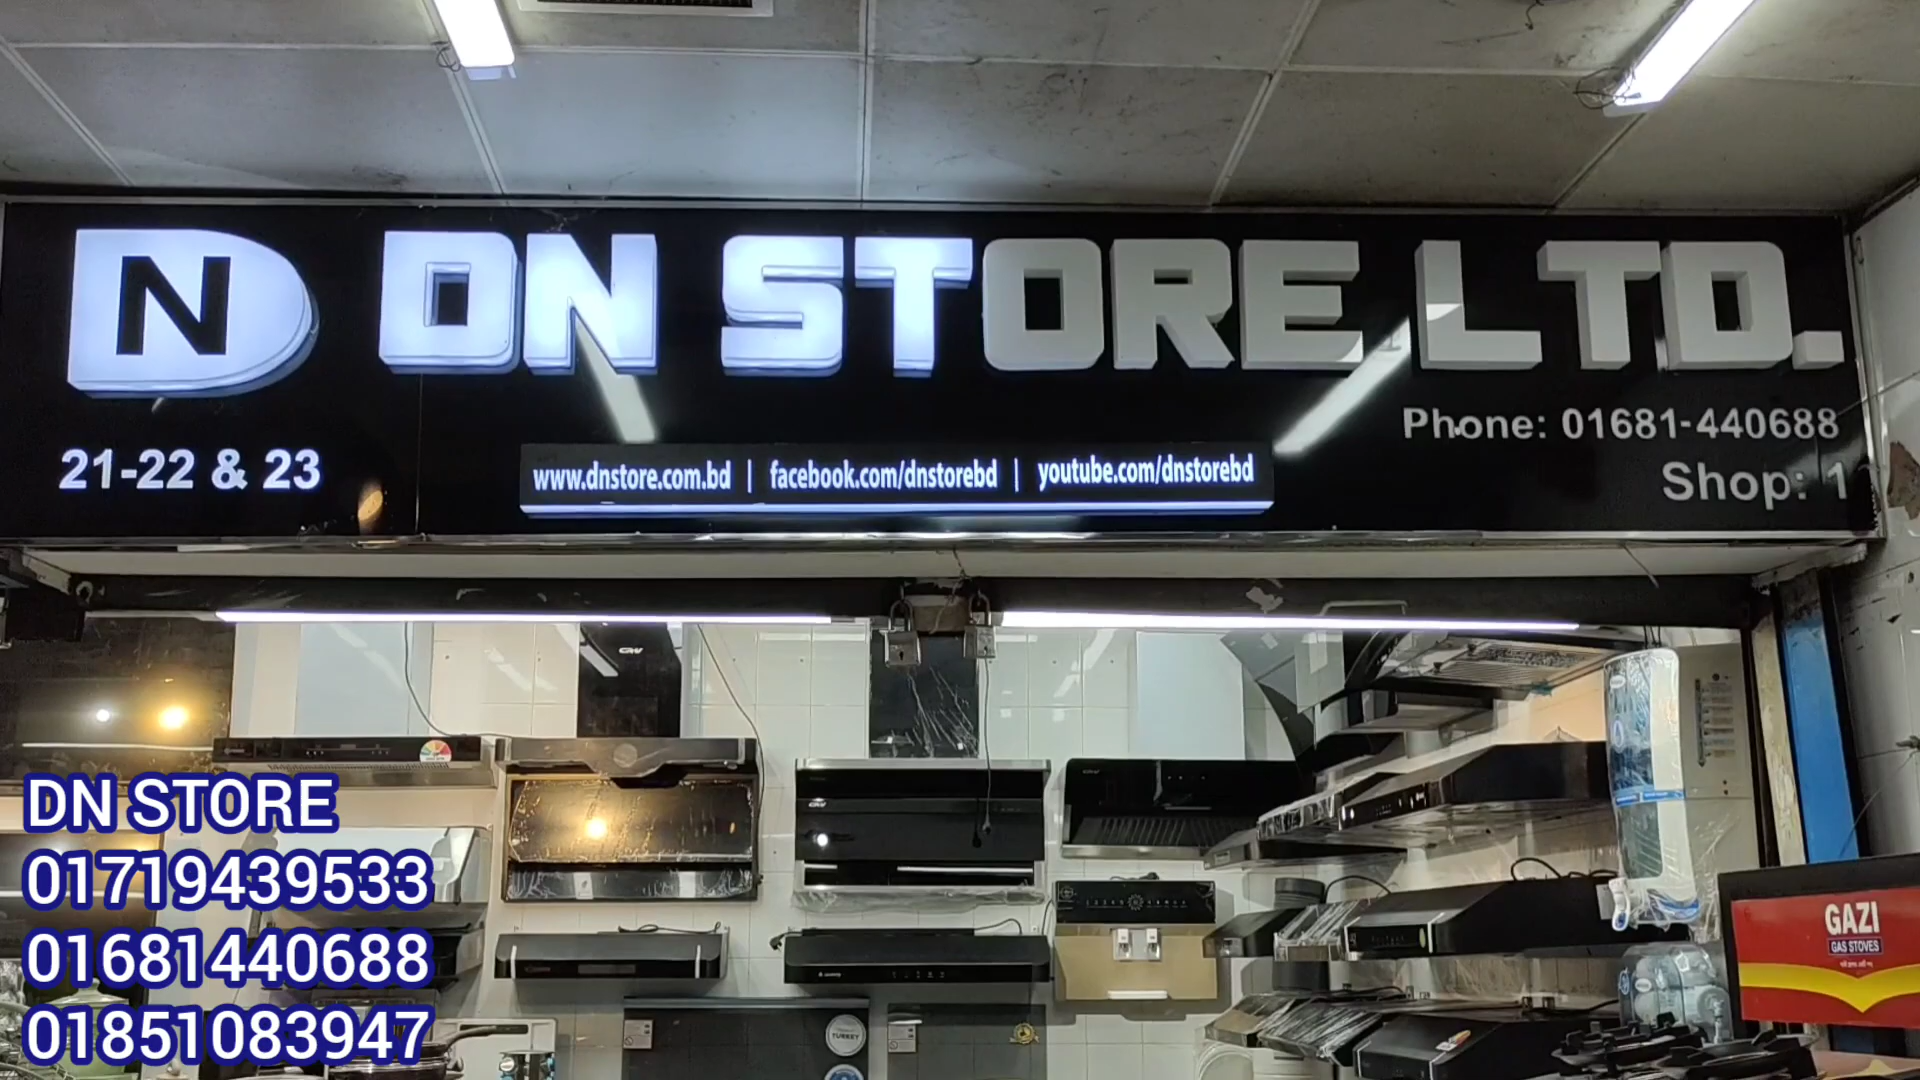 N
DN STORE LTD.
Phone: 01681-440688
21-22 & 23
www.dnstore.com.bd | facebook.com/dnstorebd | youtube.com/dnstorebd
Shop: 1
DN STORE
01719439533
01681440688
01851083947
GAZI
GAS STOVES
TURKEY